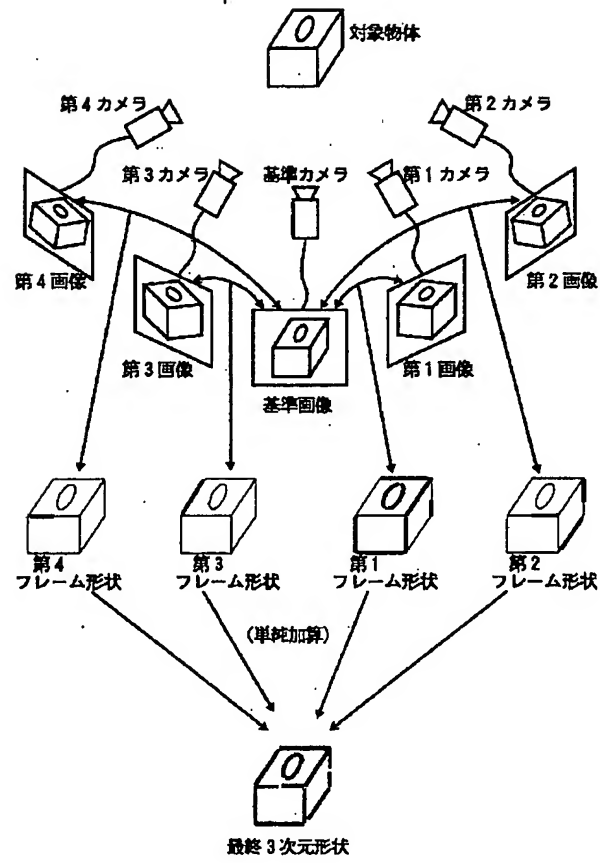 対象物体
第4カメラ
第2カメラ
第3カメラ
基準カメラ
第1カメラ
第4画像
第2画像
第3画像
第1画像
基準画像
第4
フレーム形状
第3
フレーム形状
第1
フレーム形状
第2
フレーム形状
(単純加算)
最終3次元形状